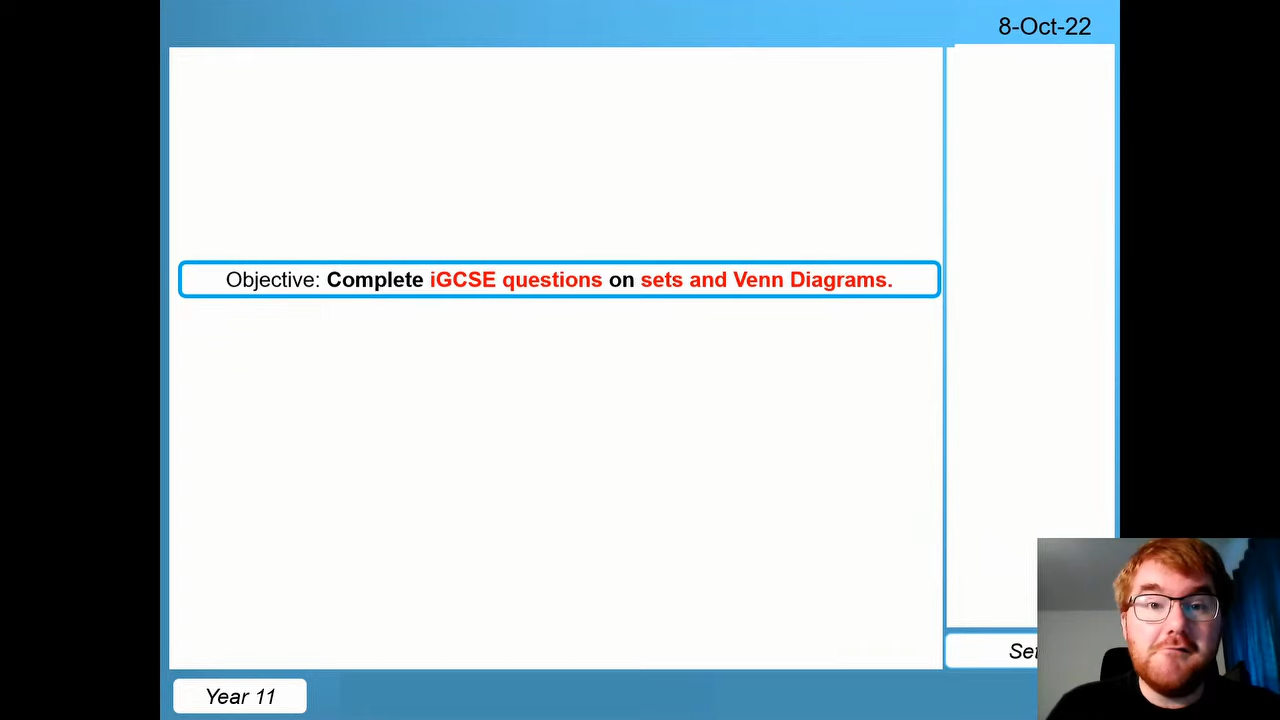 8-Oct-22
Objective: Complete iGCSE questions on sets and Venn Diagrams.
Year 11